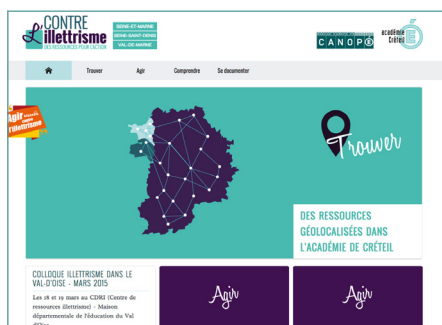 CONTRE
L'illettrisme
DES RESSOURCES POUR L'ACTION
SEINE-ET-MARNE
SEINE-SAINT-DENIS
VAL-DE-MARNE
CANOPÉ
académie
Créteil
Trouver
Agir
Comprendre
Se documenter
Agir ensemble
contre
l'illettrisme
Trouver
DES RESSOURCES
GÉOLOCALISÉES DANS
L'ACADÉMIE DE CRÉTEIL
COLLOQUE ILLETTRISME DANS LE
VAL-D'OISE - MARS 2015
Les 18 et 19 mars au CDRI (Centre de
ressources illettrisme) - Maison
départementale de l'éducation du Val
d'Oise
Agir
Agir